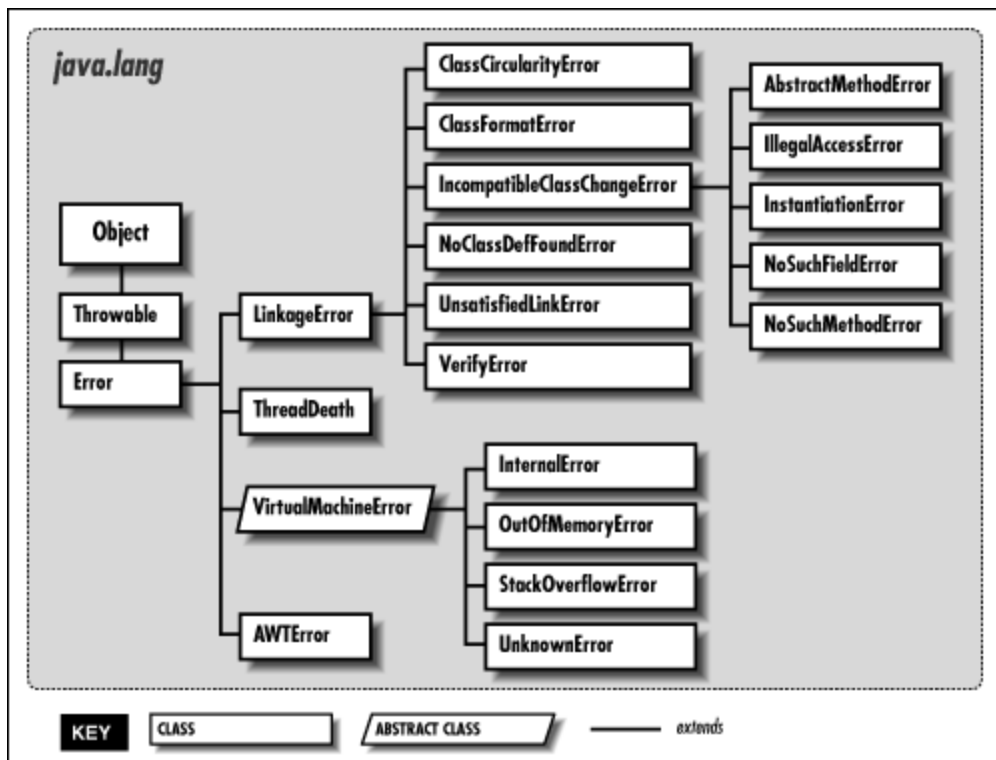 java.lang
Object
Throwable
Error
LinkageError
ThreadDeath
VirtualMachineError
AWTError
ClassCircularityError
ClassFormatError
IncompatibleClassChangeError
NoClassDefFoundError
UnsatisfiedLinkError
VerifyError
AbstractMethodError
IllegalAccessError
InstantiationError
NoSuchFieldError
NoSuchMethodError
InternalError
OutOfMemoryError
StackOverflowError
UnknownError
KEY
CLASS
ABSTRACT CLASS
extends